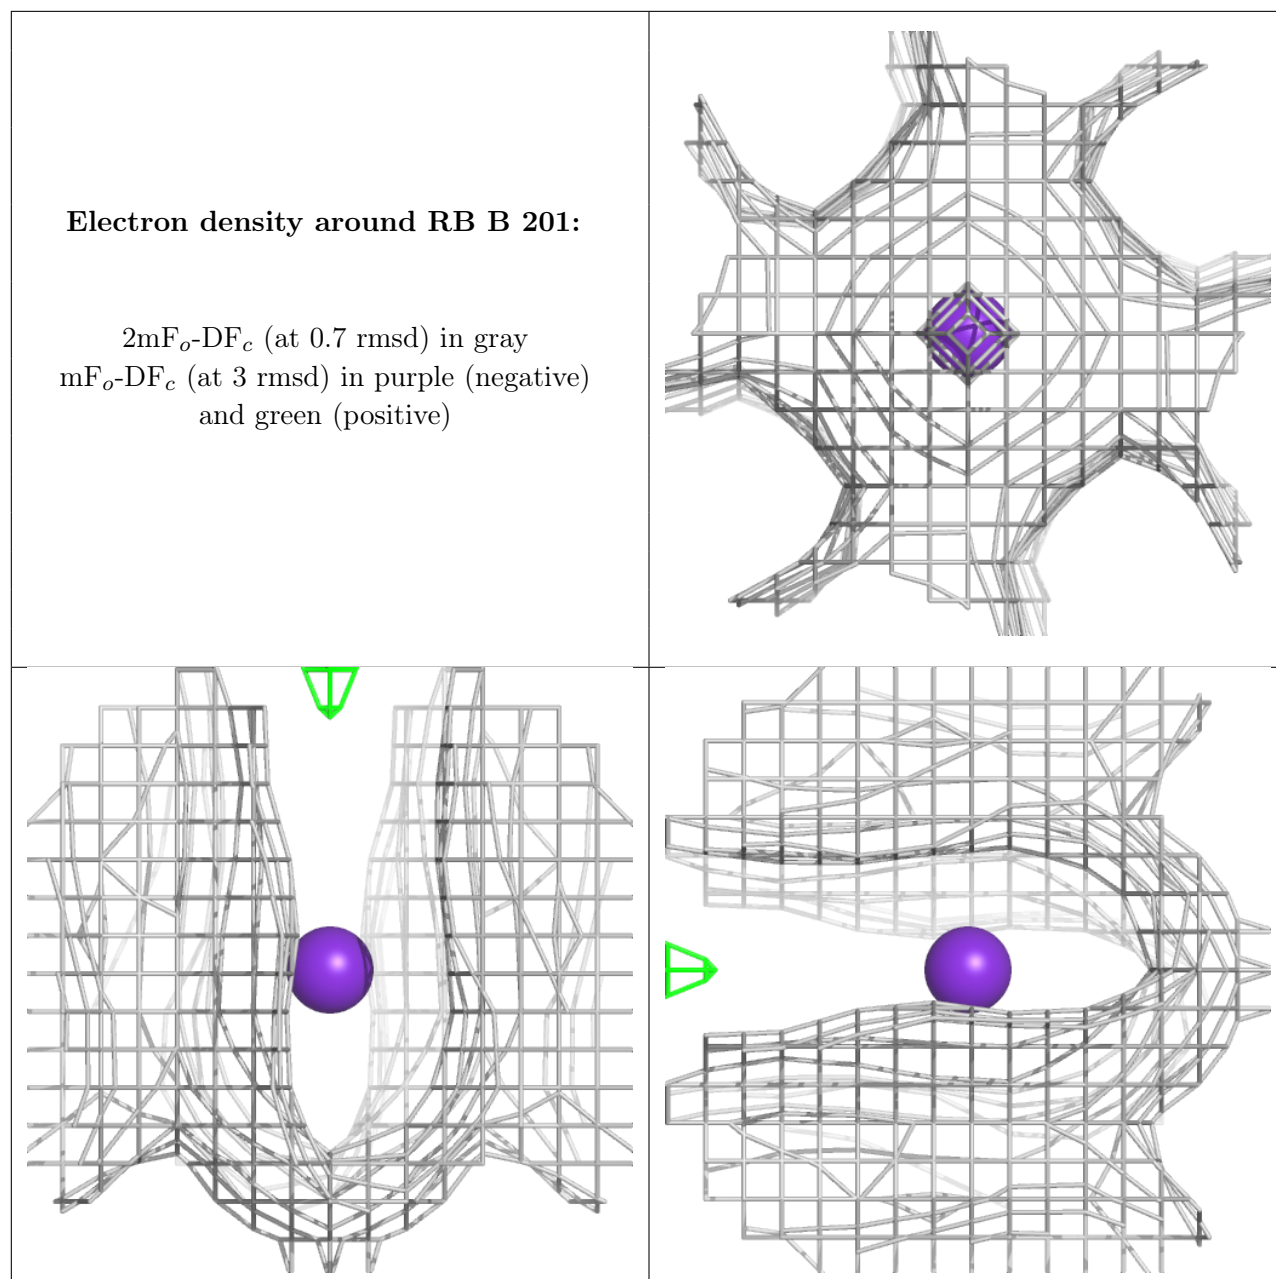 Electron density around RB B 201:
2mFo-DFc (at 0.7 rmsd) in gray
mFo-DFc (at 3 rmsd) in purple (negative)
and green (positive)